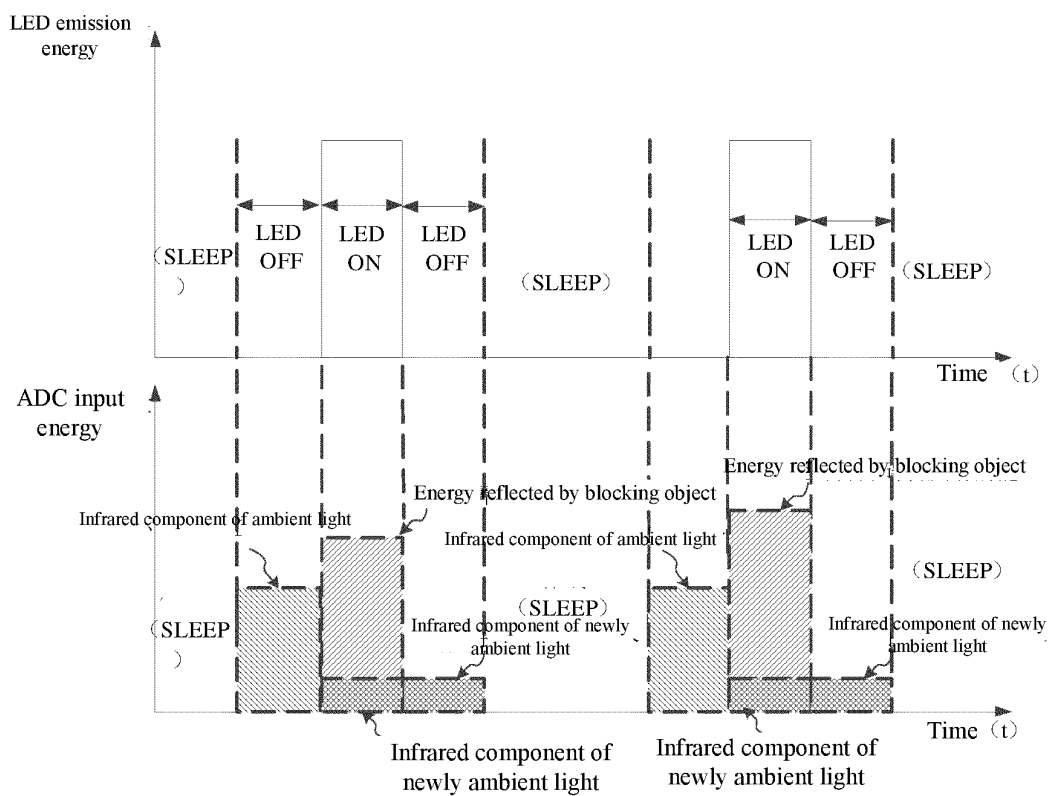 LED emission
energy
(SLEEP
)
LED
OFF
LED
ON
LED
OFF
(SLEEP)
LED
ON
LED
OFF
(SLEEP)
Time (t)
ADC input
energy
Energy reflected by blocking object
Energy reflected by blocking object
Infrared component of ambient light
Infrared component of ambient light
(SLEEP)
(SLEEP)
(SLEEP
)
Infrared component of newly
ambient light
Infrared component of newly
ambient light
Time (t)
Infrared component of
newly ambient light
Infrared component of
newly ambient light